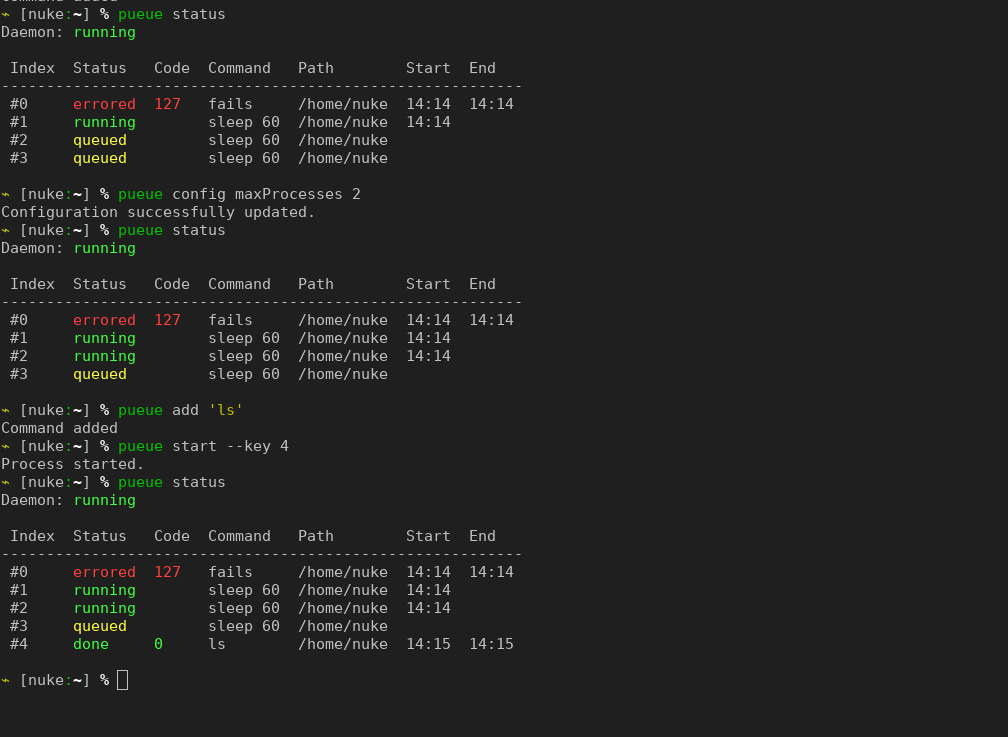 ⌁ [nuke:~] % pueue status
Daemon: running
Index  Status   Code  Command   Path        Start  End
----------------------------------------------------------
#0     errored  127   fails     /home/nuke  14:14  14:14
#1     running        sleep 60  /home/nuke  14:14
#2     queued         sleep 60  /home/nuke
#3     queued         sleep 60  /home/nuke
⌁ [nuke:~] % pueue config maxProcesses 2
Configuration successfully updated.
⌁ [nuke:~] % pueue status
Daemon: running
Index  Status   Code  Command   Path        Start  End
----------------------------------------------------------
#0     errored  127   fails     /home/nuke  14:14  14:14
#1     running        sleep 60  /home/nuke  14:14
#2     running        sleep 60  /home/nuke  14:14
#3     queued         sleep 60  /home/nuke
⌁ [nuke:~] % pueue add 'ls'
Command added
⌁ [nuke:~] % pueue start --key 4
Process started.
⌁ [nuke:~] % pueue status
Daemon: running
Index  Status   Code  Command   Path        Start  End
----------------------------------------------------------
#0     errored  127   fails     /home/nuke  14:14  14:14
#1     running        sleep 60  /home/nuke  14:14
#2     running        sleep 60  /home/nuke  14:14
#3     queued         sleep 60  /home/nuke
#4     done     0     ls        /home/nuke  14:15  14:15
⌁ [nuke:~] %